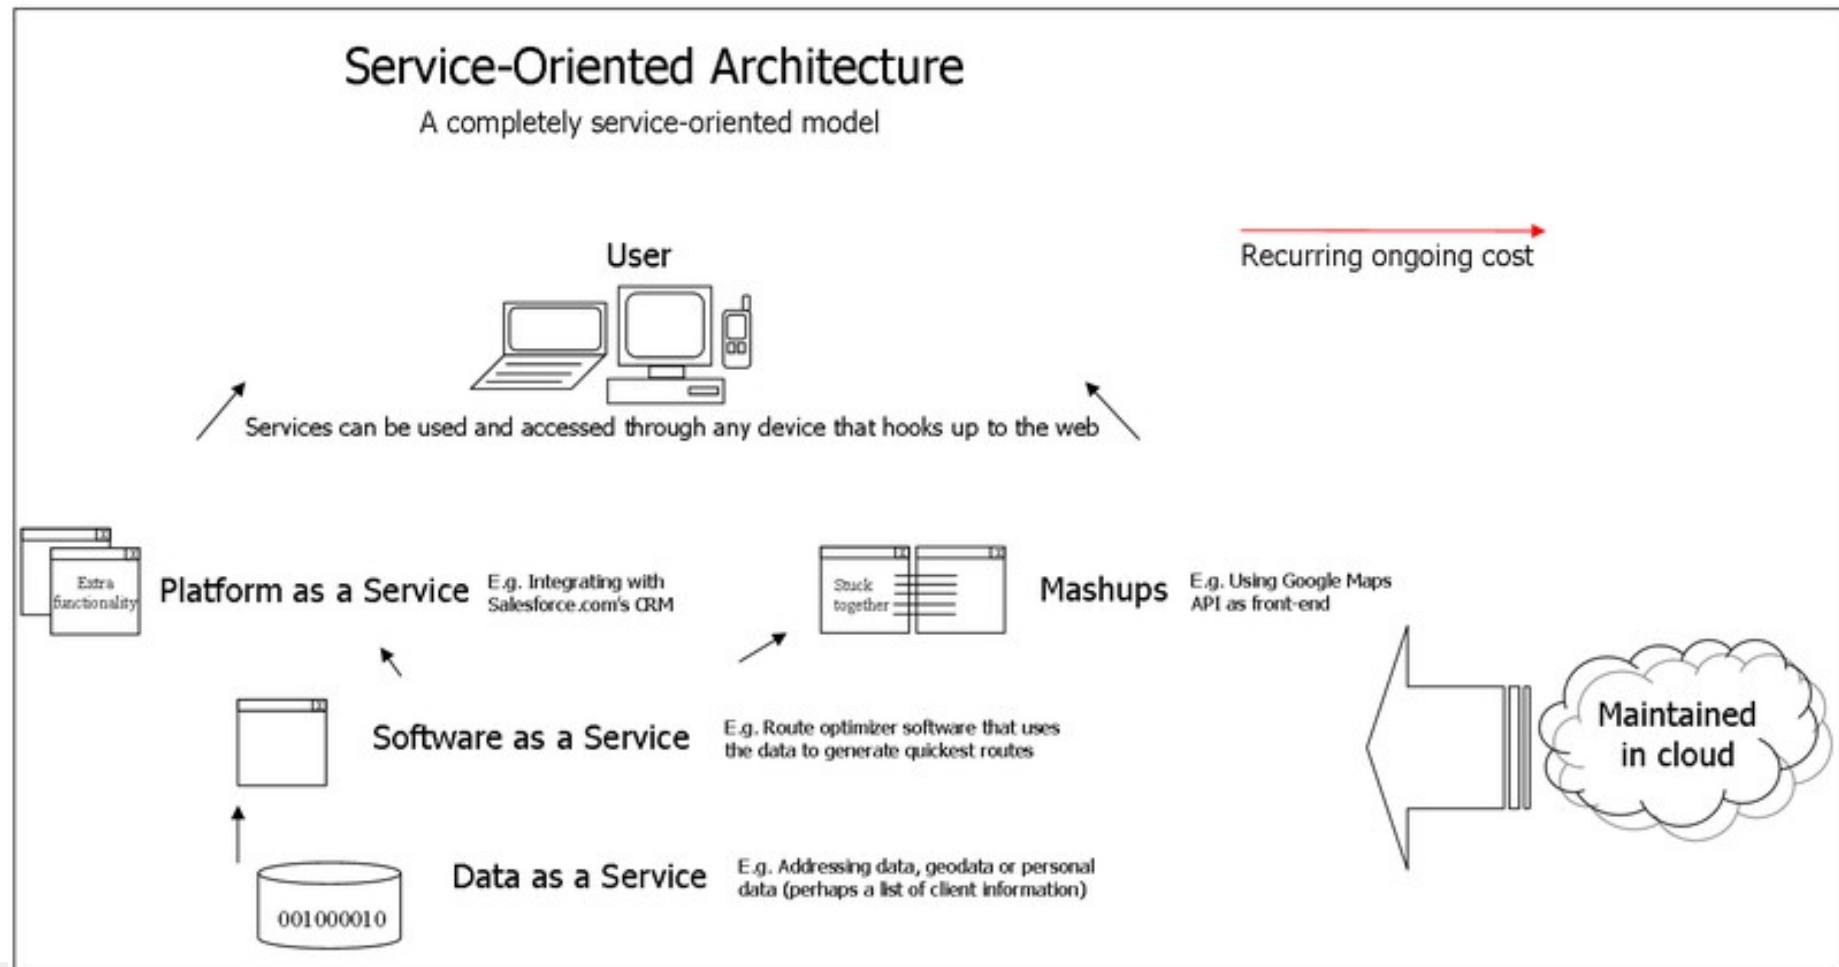 Service-Oriented Architecture
A completely service-oriented model
User
Recurring ongoing cost
Services can be used and accessed through any device that hooks up to the web
Extra
functionality
Platform as a Service
E.g. Integrating with
Salesforce.com's CRM
Stuck
together
Mashups
E.g. Using Google Maps
API as front-end
Software as a Service
E.g. Route optimizer software that uses
the data to generate quickest routes
Maintained
in cloud
Data as a Service
E.g. Addressing data, geodata or personal
data (perhaps a list of client information)
001000010